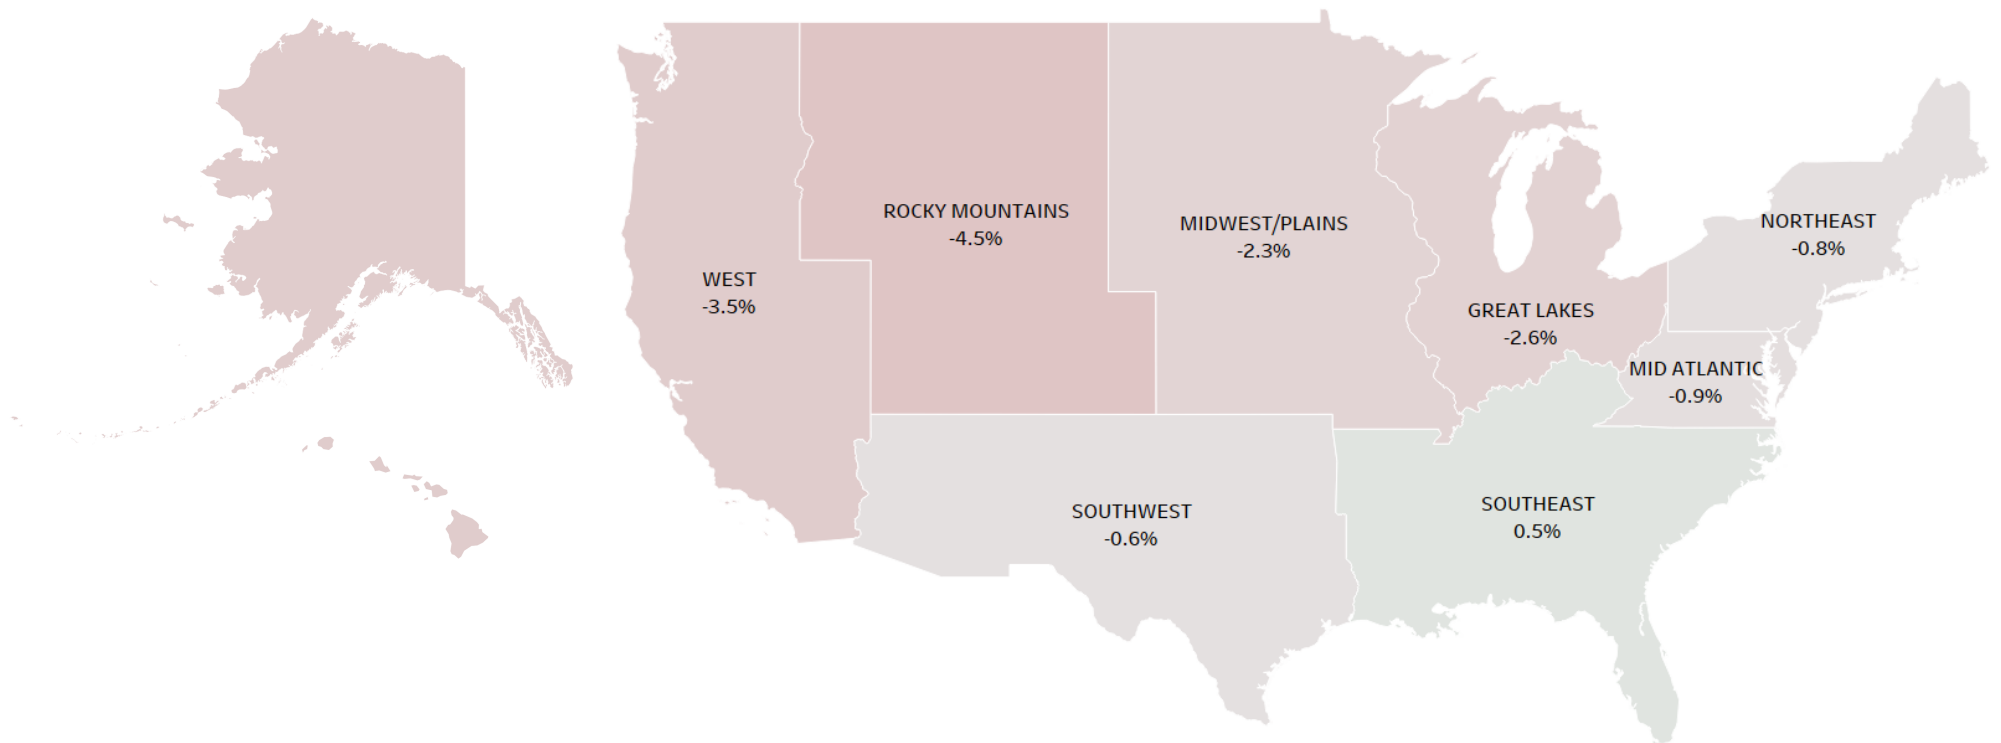 ROCKY MOUNTAINS
-4.5%
MIDWEST/PLAINS
-2.3%
NORTHEAST
-0.8%
WEST
-3.5%
GREAT LAKES
-2.6%
MID ATLANTIC
-0.9%
SOUTHWEST
-0.6%
SOUTHEAST
0.5%